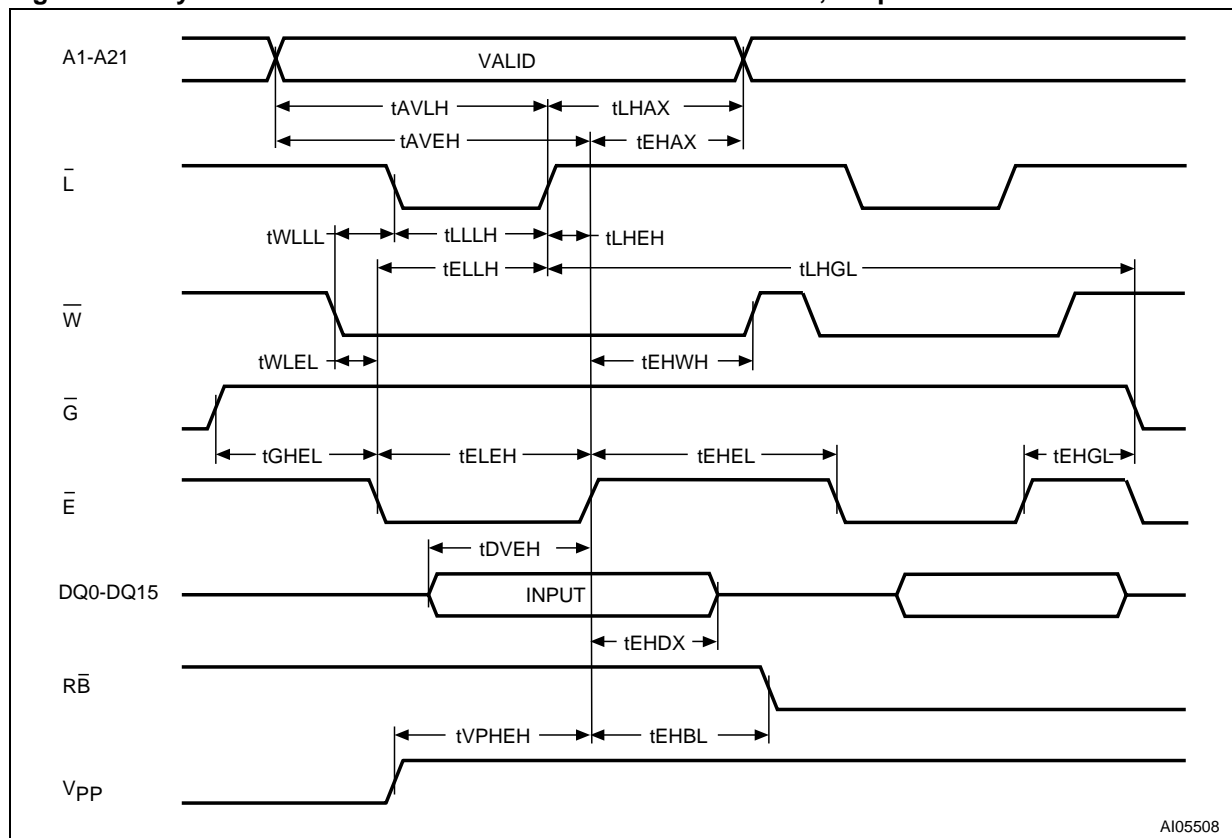 A1-A21
VALID
tAVLH
tLHAX
tAVEH
tEHAX
L̅
tWLLL
tLLLH
tLHEH
tELLH
tLHGL
W̅
tWLEL
tEHWH
G̅
tGHEL
tELEH
tEHEL
tEHGL
E̅
tDVEH
DQ0-DQ15
INPUT
tEHDX
RB̅
tVPHEH
tEHBL
VPP
AI05508